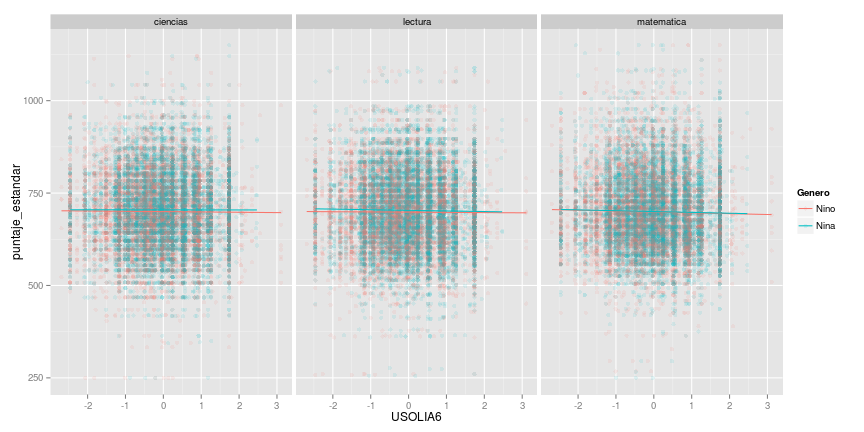 ciencias lectura matematica
puntaje_estandar
1000
750
500
250
-2 -1 0 1 2 3 -2 -1 0 1 2 3 -2 -1 0 1 2 3
USOLIA6
Genero
Nino
Nina